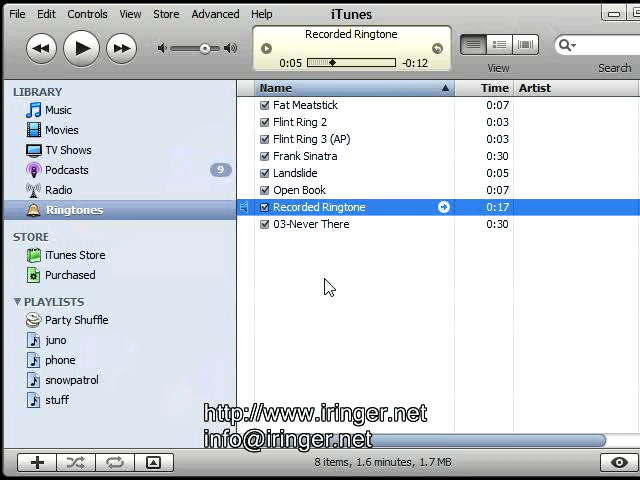 File Edit Controls View Store Advanced Help iTunes
Recorded Ringtone
0:05 -0:12
View Search
LIBRARY
Music
Movies
TV Shows
Podcasts 9
Radio
Ringtones
STORE
iTunes Store
Purchased
PLAYLISTS
Party Shuffle
juno
phone
snowpatrol
stuff
Name Time Artist
Fat Meatstick 0:07
Flint Ring 2 0:03
Flint Ring 3 (AP) 0:03
Frank Sinatra 0:30
Landslide 0:05
Open Book 0:07
Recorded Ringtone 0:17
03-Never There 0:30
http://www.iringer.net
info@iringer.net
8 items, 1.6 minutes, 1.7 MB